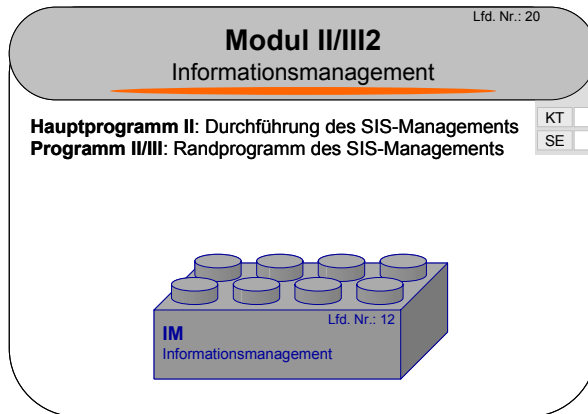 Lfd. Nr.: 20
Modul II/III2
Informationsmanagement
Hauptprogramm II: Durchführung des SIS-Managements
Programm II/III: Randprogramm des SIS-Managements
KT
SE
Lfd. Nr.: 12
IM
Informationsmanagement